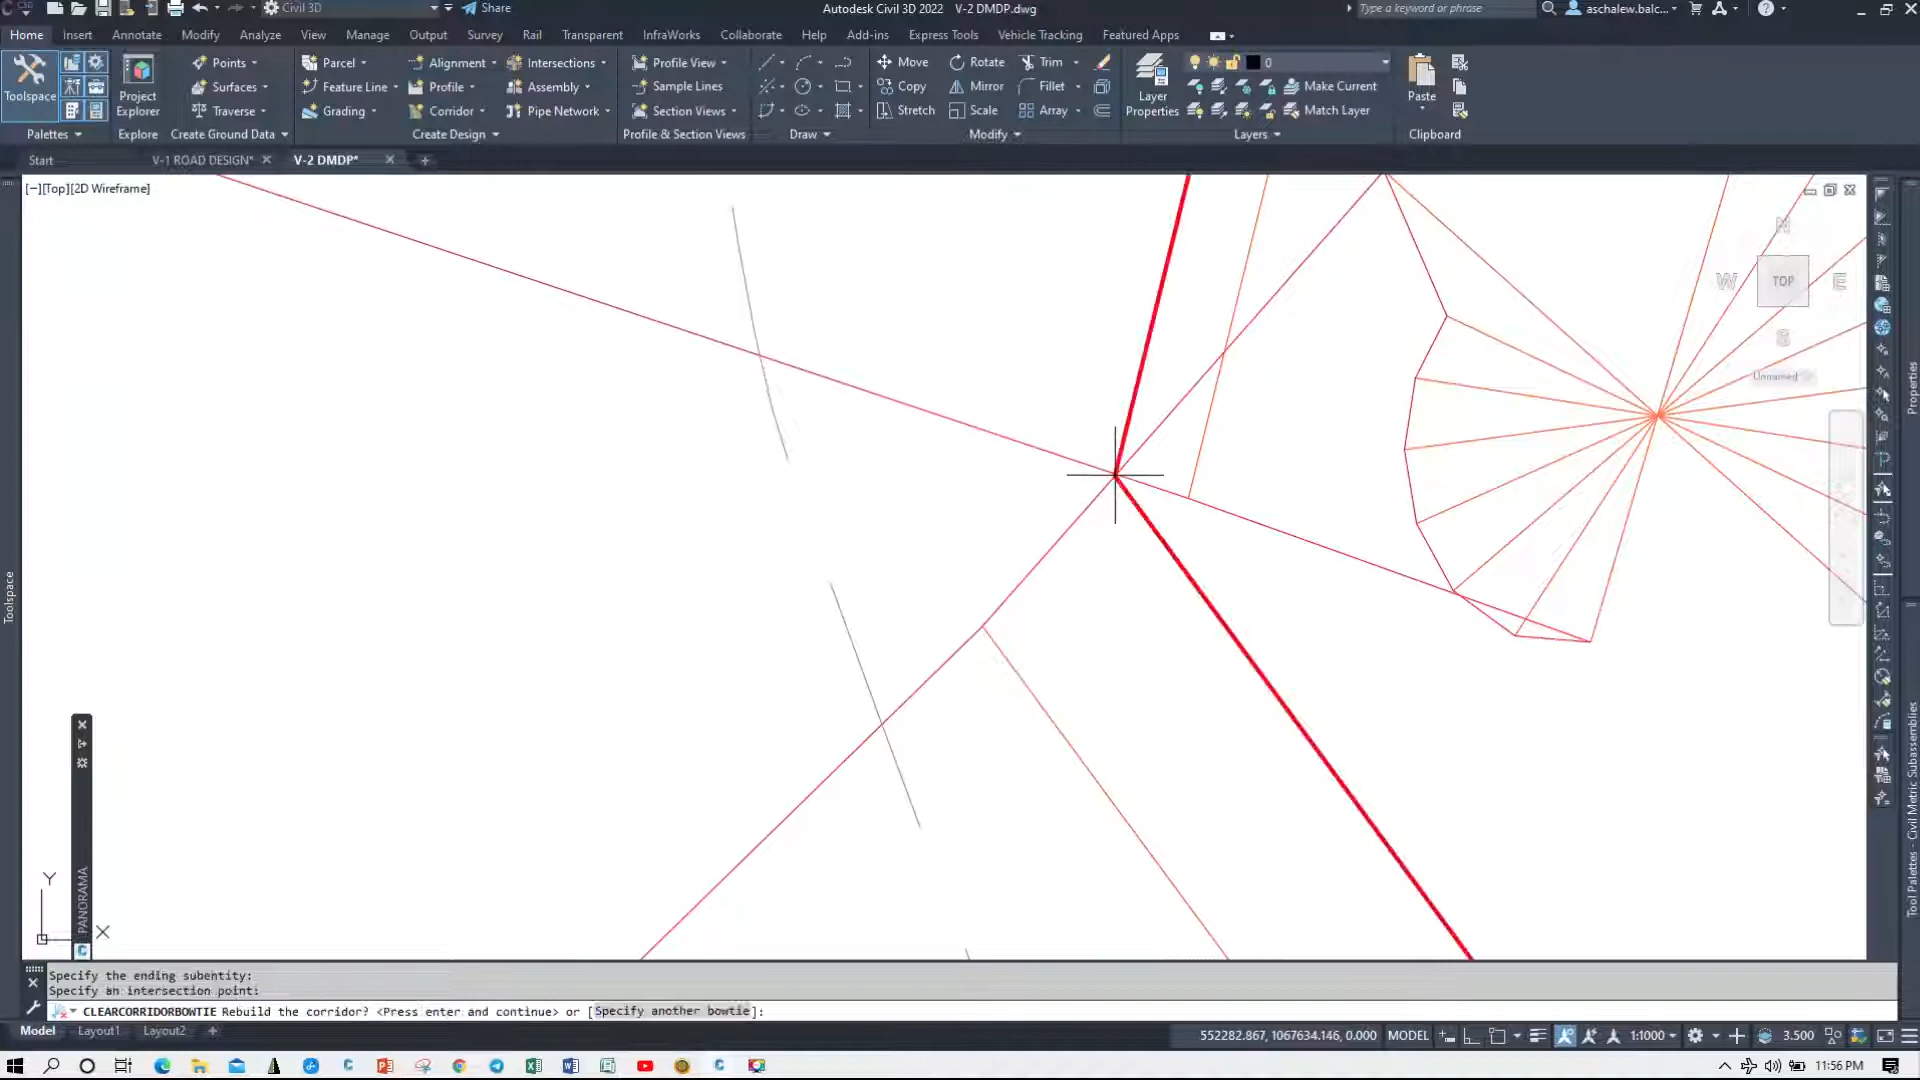 Civil 3D
Share
Autodesk Civil 3D 2022 V-2 DMDP.dwg
Type a keyword or phrase
aschalew.balc...
Home Insert Annotate Modify Analyze View Manage Output Survey Rail Transparent InfraWorks Collaborate Help Add-ins Express Tools Vehicle Tracking Featured Apps
Toolspace
Project Explorer
Points
Surfaces
Traverse
Parcel
Feature Line
Grading
Alignment
Profile
Corridor
Intersections
Assembly
Pipe Network
Profile View
Sample Lines
Section Views
Move
Copy
Stretch
Rotate
Mirror
Scale
Trim
Fillet
Array
Layer Properties
0
Make Current
Match Layer
Paste
Palettes Explore Create Ground Data Create Design Profile & Section Views Draw Modify Layers Clipboard
Start V-1 ROAD DESIGN* V-2 DMDP*
[−][Top][2D Wireframe]
N
W TOP E
S
Unnamed
Properties
Toolspace
Tool Palettes - Civil Metric Subassemblies
PANORAMA
Y
X
Specify the ending subentity:
Specify an intersection point:
CLEARCORRIDORBOWTIE Rebuild the corridor? <Press enter and continue> or [Specify another bowtie]:
Model Layout1 Layout2
552282.867, 1067634.146, 0.000 MODEL 1:1000 3.500
11:56 PM